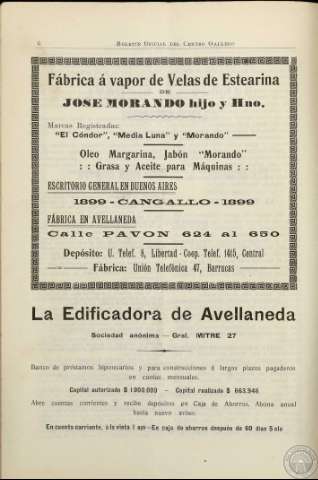 6 BOLETIN OFICIAL DEL CENTRO GALLEGO
Fábrica á vapor de Velas de Estearina
DE
JOSE MORANDO hijo y Hno.
Marcas Registradas:
"El Cóndor", "Media Luna" y "Morando"
Oleo Margarina, Jabón "Morando"
: : Grasa y Aceite para Máquinas : :
ESCRITORIO GENERAL EN BUENOS AIRES
1899 - CANGALLO - 1899
FÁBRICA EN AVELLANEDA
Calle PAVON 624 al 650
Depósito: U. Telef. 8, Libertad - Coop. Telef. 1415, Central
Fábrica: Unión Telefónica 47, Barracas
La Edificadora de Avellaneda
Sociedad anónima — Gral. MITRE 27
Banco de préstamos hipotecarios y para construcciones á largos plazos pagaderos
en cuotas mensuales.
Capital autorizado $ 1.000.000 - Capital realizado $ 663.946
Abre cuentas corrientes y recibe depósitos en Caja de Ahorros. Abona anual
hasta nuevo aviso:
En cuenta corriente, á la vista 1 % - En caja de ahorros después de 60 días 5 %